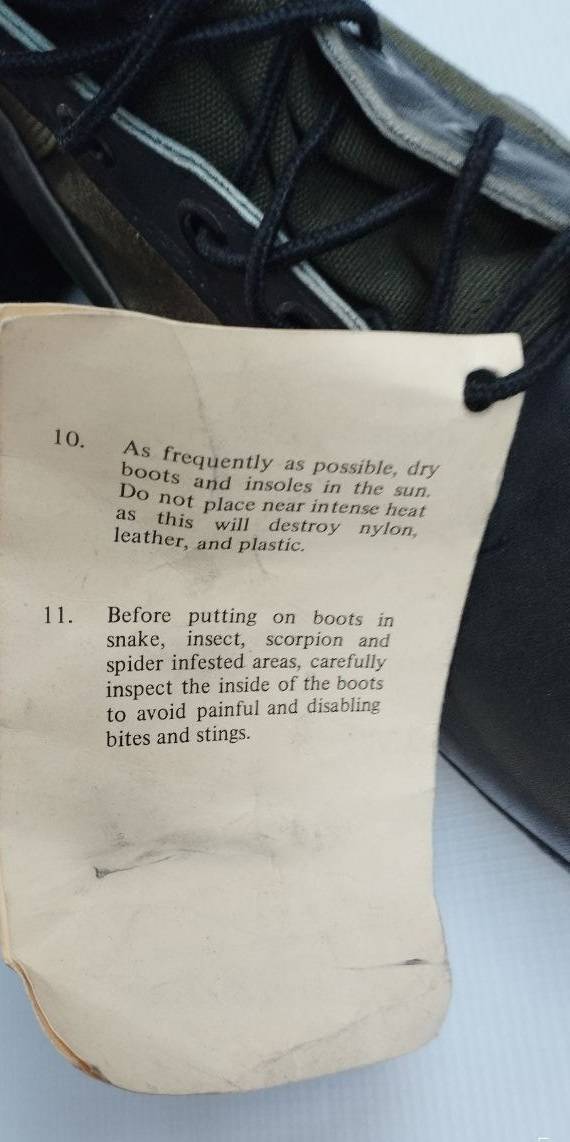 10. As frequently as possible, dry
boots and insoles in the sun.
Do not place near intense heat
as this will destroy nylon,
leather, and plastic.
11. Before putting on boots in
snake, insect, scorpion and
spider infested areas, carefully
inspect the inside of the boots
to avoid painful and disabling
bites and stings.